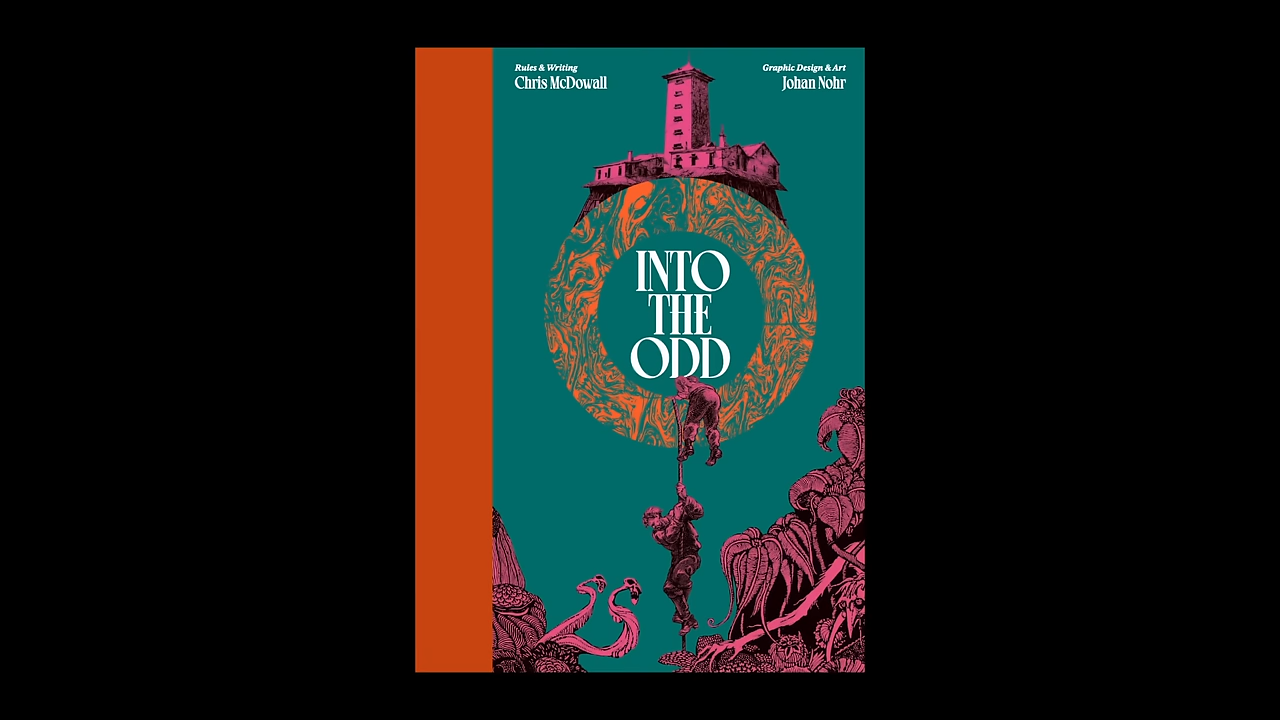 Rules & Writing
Chris McDowall
Graphic Design & Art
Johan Nohr
INTO
THE
ODD